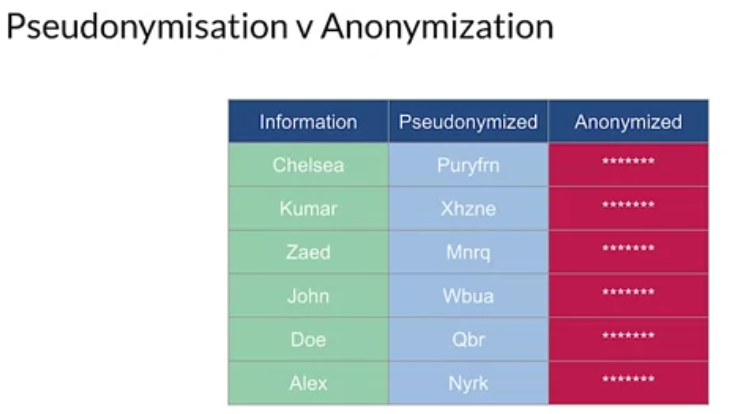 Pseudonymisation v Anonymization
Information Pseudonymized Anonymized
Chelsea Puryfrn *******
Kumar Xhzne *******
Zaed Mnrq *******
John Wbua *******
Doe Qbr *******
Alex Nyrk *******